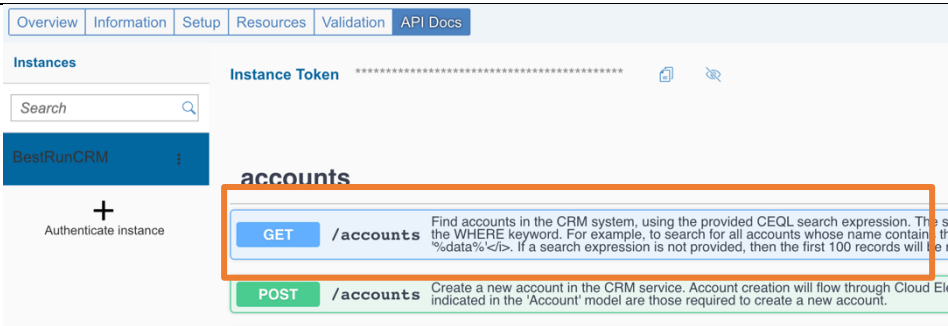 Overview Information Setup Resources Validation API Docs
Instances
Instance Token ********************************************
Search
BestRunCRM
Authenticate instance
accounts
GET /accounts Find accounts in the CRM system, using the provided CEQL search expression. The s
the WHERE keyword. For example, to search for all accounts whose name contains th
'%data%'</i>. If a search expression is not provided, then the first 100 records will be r
POST /accounts Create a new account in the CRM service. Account creation will flow through Cloud Ele
indicated in the 'Account' model are those required to create a new account.